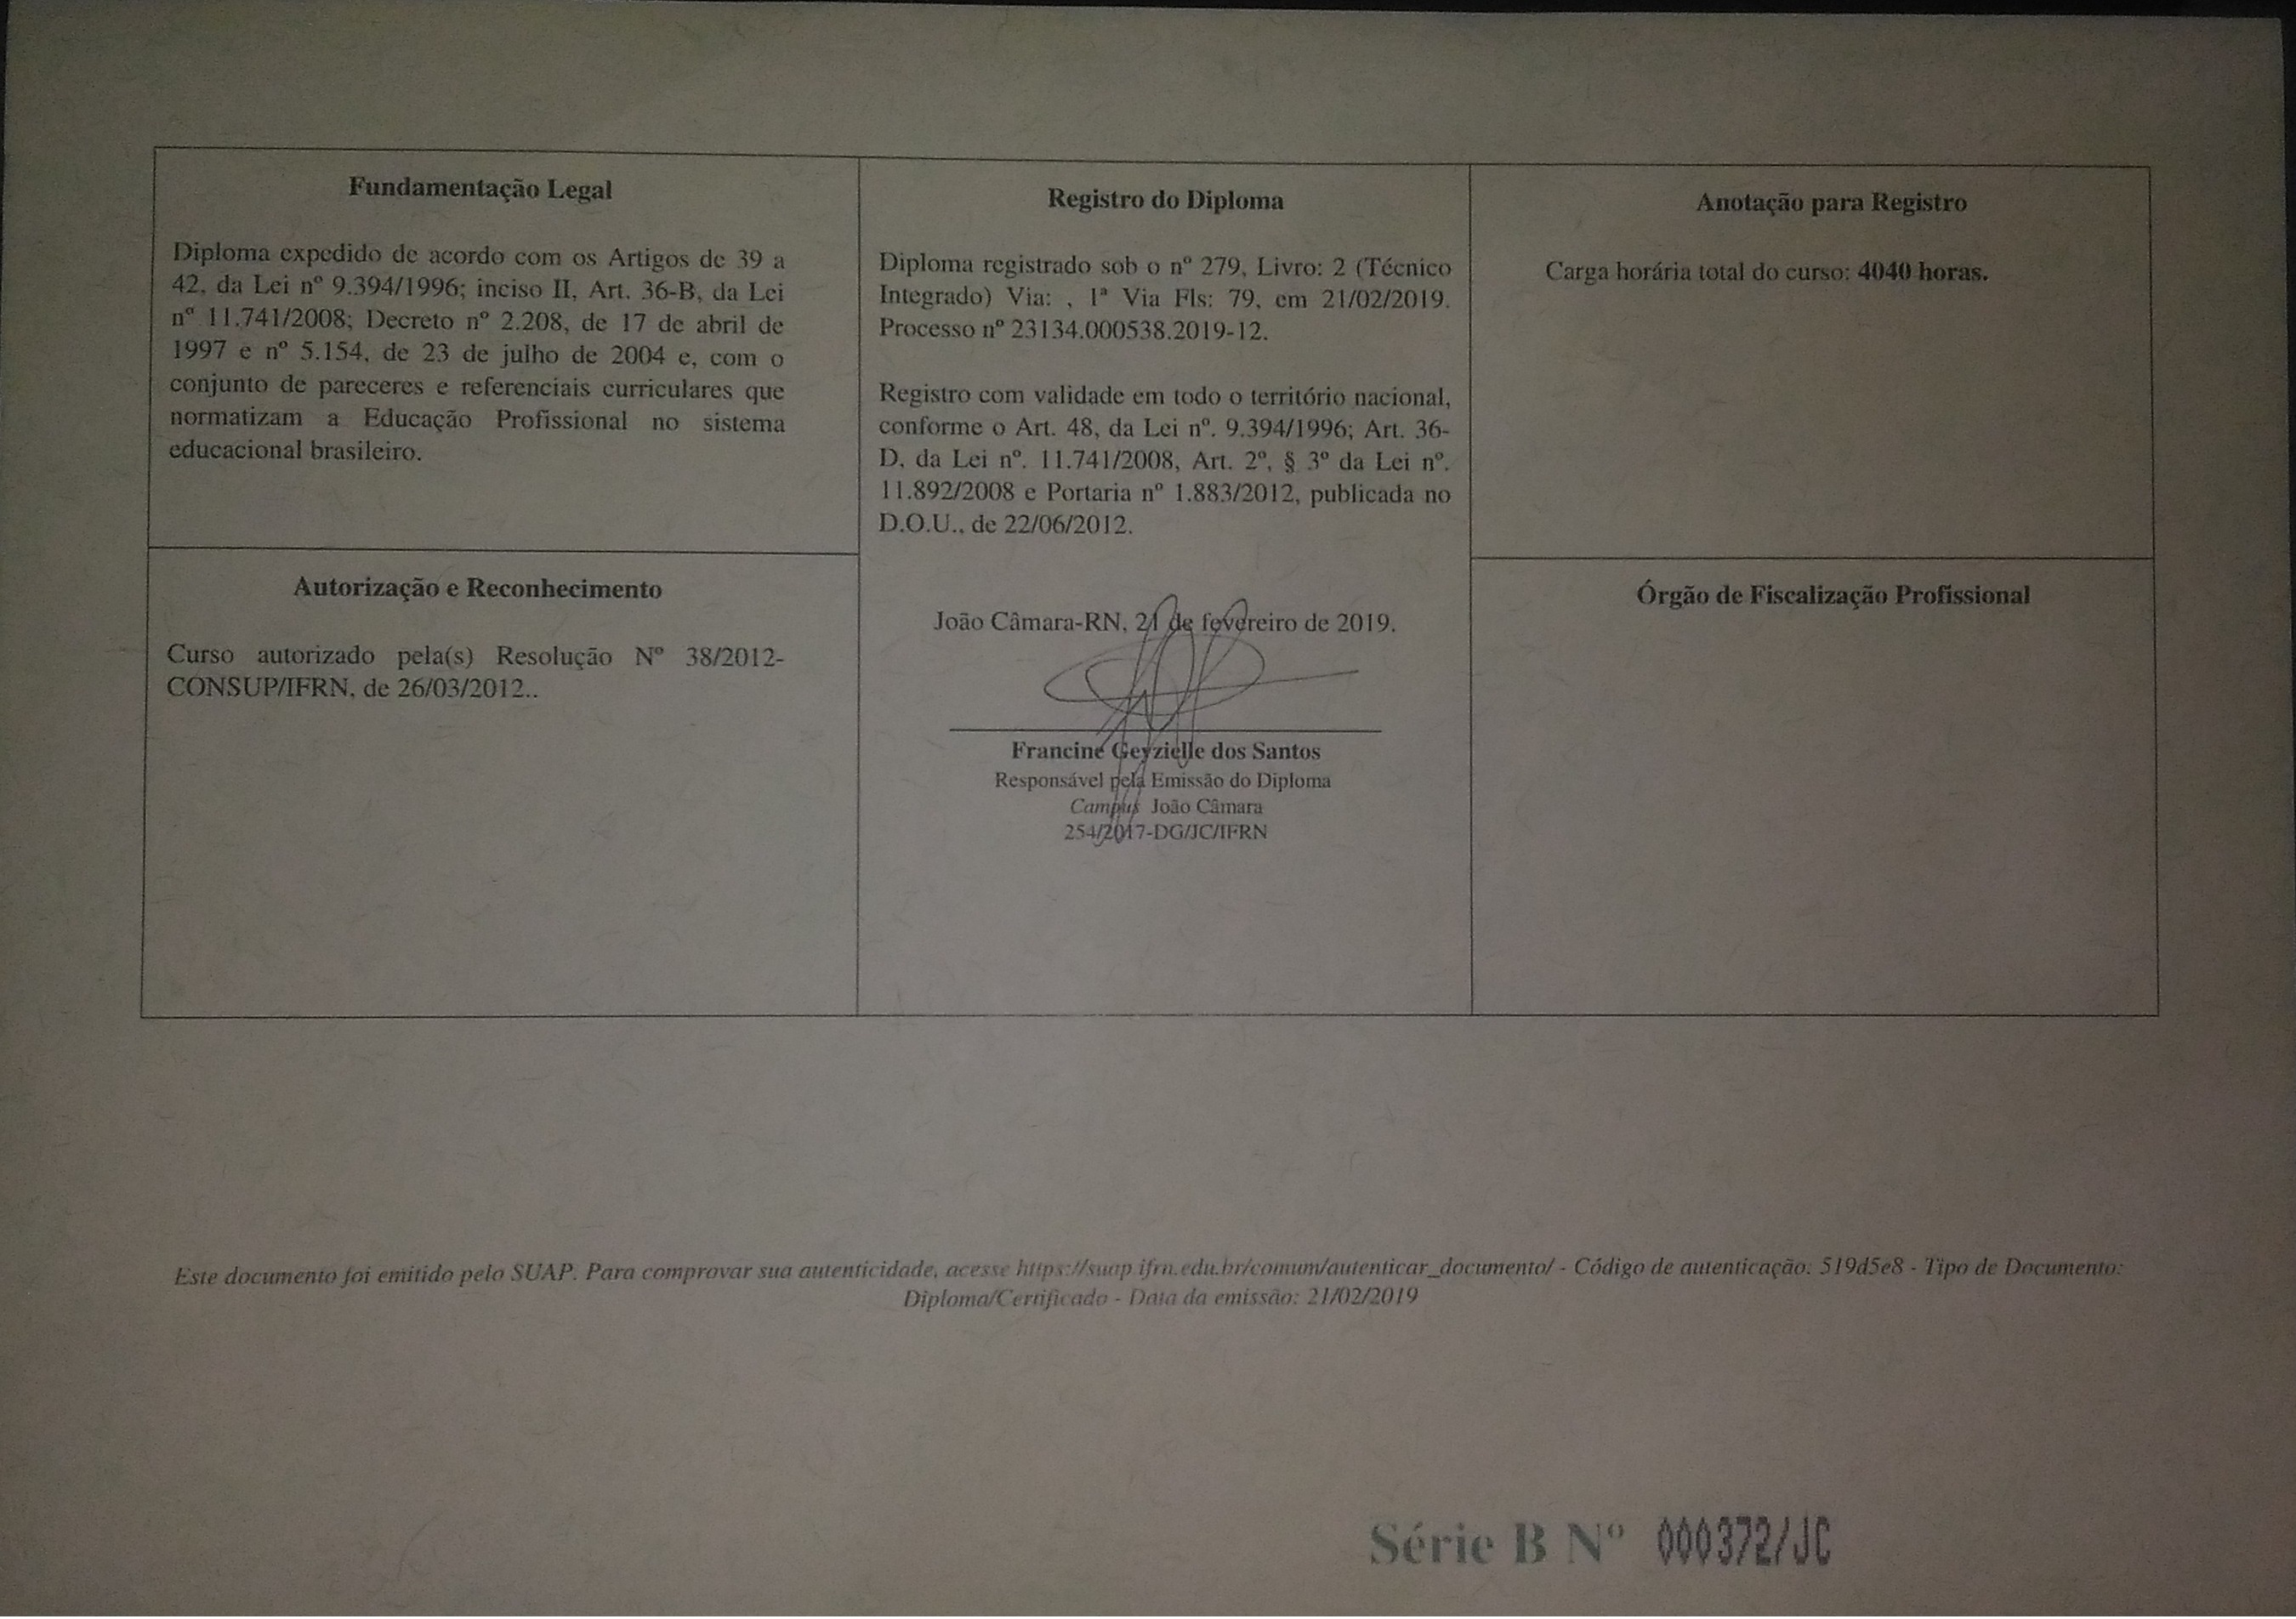 Fundamentação Legal
Diploma expedido de acordo com os Artigos de 39 a
42, da Lei nº 9.394/1996; inciso II, Art. 36-B, da Lei
nº 11.741/2008; Decreto nº 2.208, de 17 de abril de
1997 e nº 5.154, de 23 de julho de 2004 e, com o
conjunto de pareceres e referenciais curriculares que
normatizam a Educação Profissional no sistema
educacional brasileiro.
Autorização e Reconhecimento
Curso autorizado pela(s) Resolução Nº 38/2012-
CONSUP/IFRN, de 26/03/2012..
Registro do Diploma
Diploma registrado sob o nº 279, Livro: 2 (Técnico
Integrado) Via: , 1ª Via Fls: 79, em 21/02/2019.
Processo nº 23134.000538.2019-12.
Registro com validade em todo o território nacional,
conforme o Art. 48, da Lei nº. 9.394/1996; Art. 36-
D, da Lei nº. 11.741/2008, Art. 2º, § 3º da Lei nº.
11.892/2008 e Portaria nº 1.883/2012, publicada no
D.O.U., de 22/06/2012.
João Câmara-RN, 21 de fevereiro de 2019.
Francine Geyzielle dos Santos
Responsável pela Emissão do Diploma
Campus João Câmara
254/2017-DG/JC/IFRN
Anotação para Registro
Carga horária total do curso: 4040 horas.
Órgão de Fiscalização Profissional
Este documento foi emitido pelo SUAP. Para comprovar sua autenticidade, acesse https://suap.ifrn.edu.br/comum/autenticar_documento/ - Código de autenticação: 519d5e8 - Tipo de Documento:
Diploma/Certificado - Data da emissão: 21/02/2019
Série B Nº 000372/JC